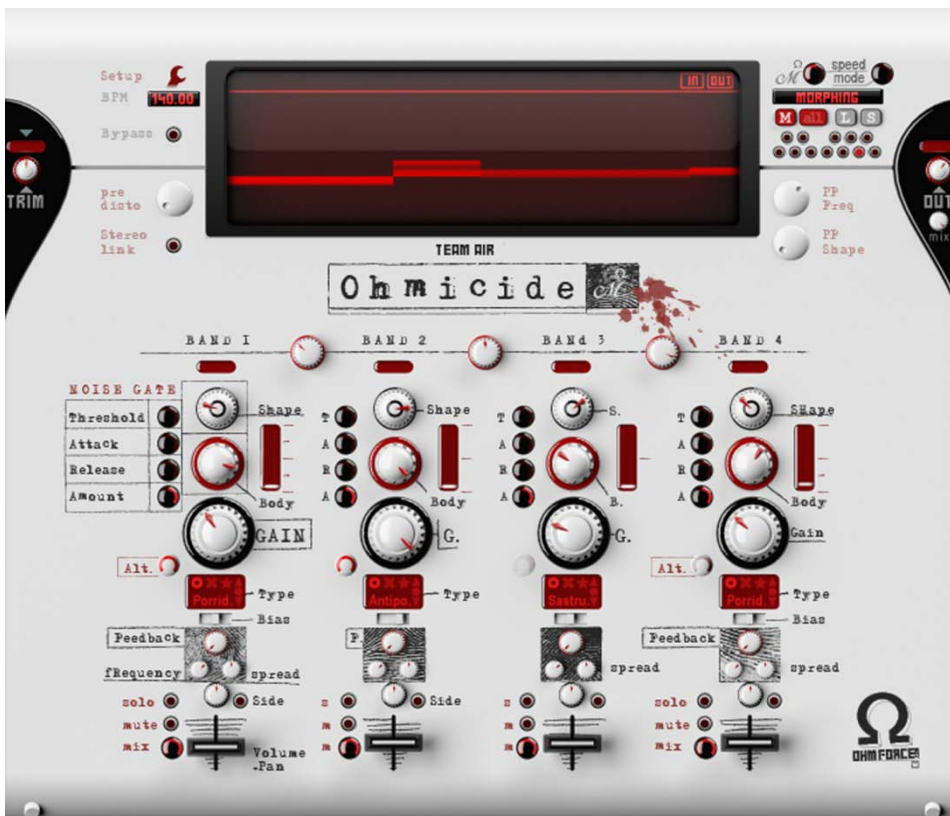 Setup
BPM 140.00
Bypass
IN OUT
speed
mode
MORPHING
M all L S
TRIM
pre
disto
Stereo
link
PP
Freq
PP
Shape
OUT
mix
TEAM AIR
Ohmicide
BAND 1 BAND 2 BANd 3 BAND 4
NOISE GATE
Threshold
Attack
Release
Amount
Shape
Body
GAIN
T
A
R
A
Shape
Body
G.
T
A
R
A
S.
B.
G.
T
A
R
A
SHape
Body
Gain
Alt.
Porrid.
Type
Bias
Antipo.
Type
Sastru.
Alt.
Porrid.
Type
Bias
Feedback
fRequency
spread
F.
spread
Feedback
spread
solo
mute
mix
Side
Volume
.Pan
s
m
m
Side
s
m
m
solo
mute
mix
OHM FORCE